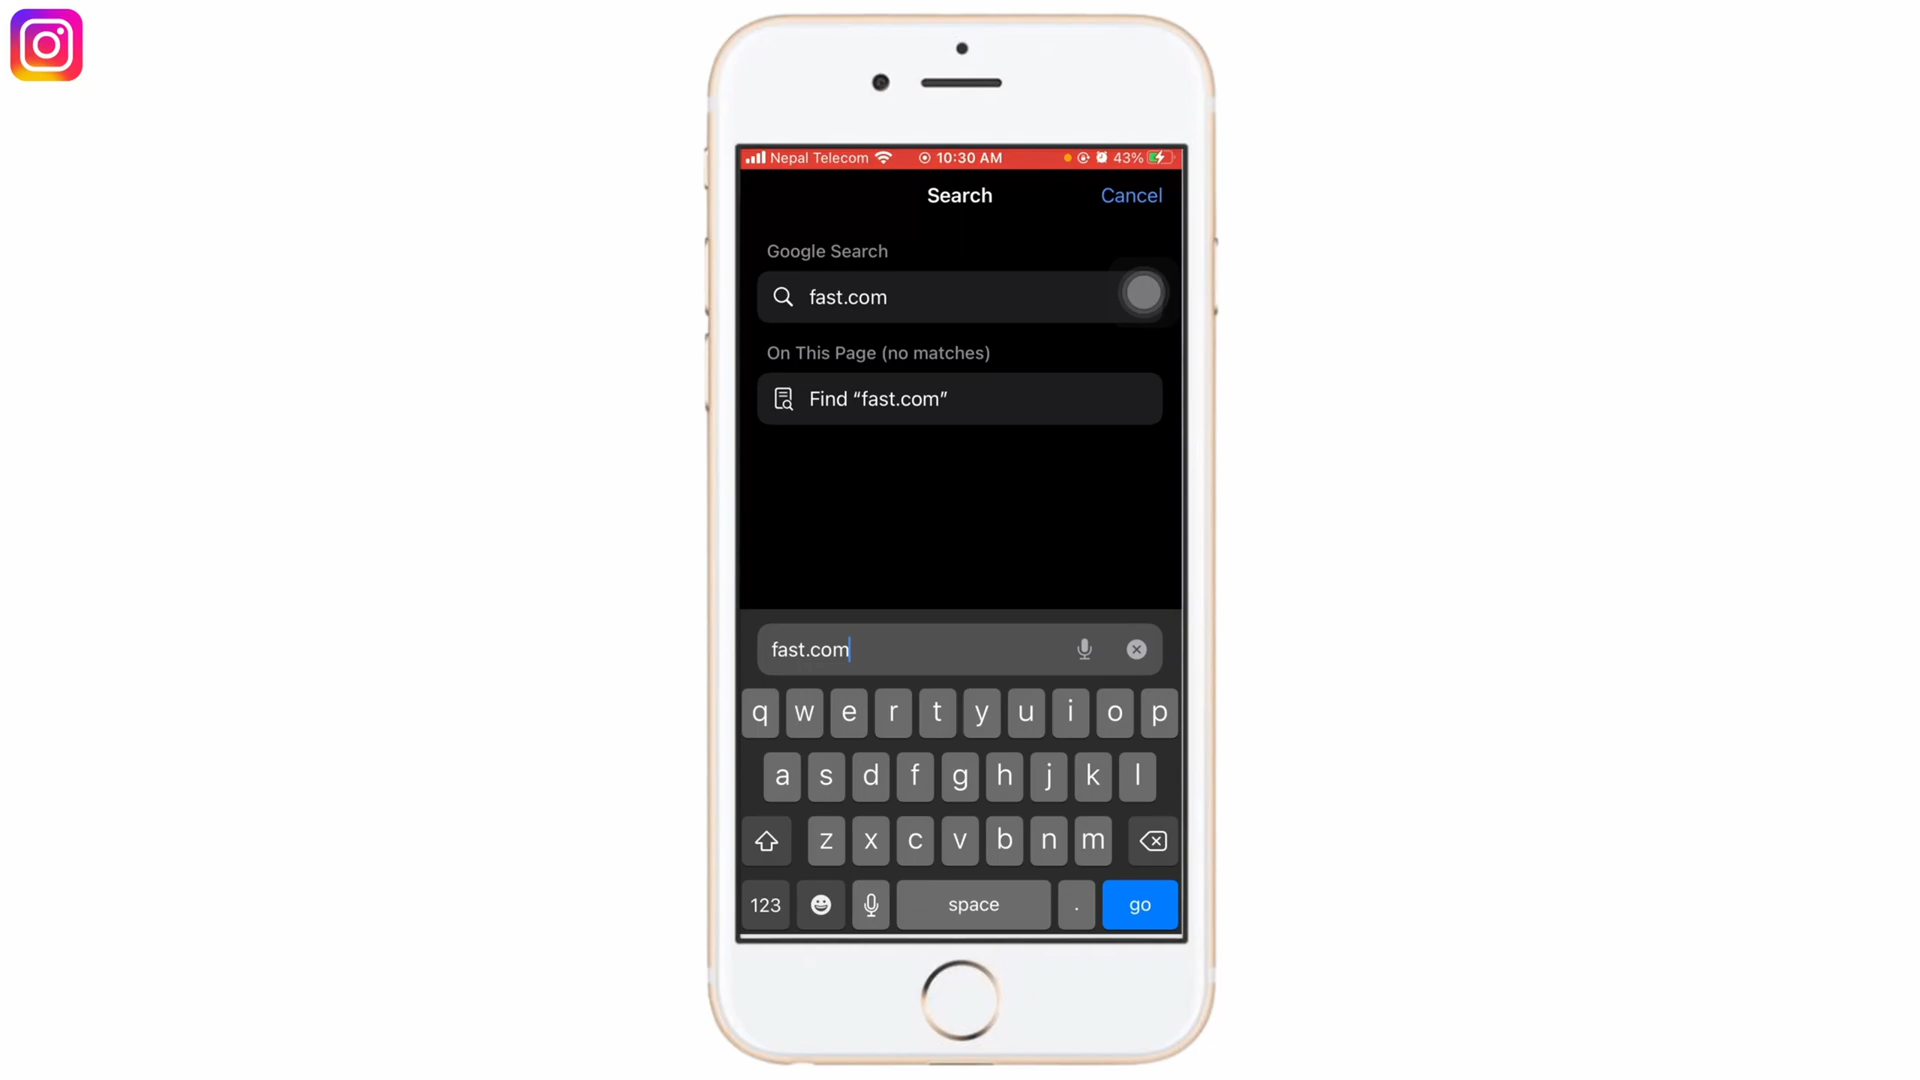 Nepal Telecom 10:30 AM 43%
Search Cancel
Google Search
fast.com
On This Page (no matches)
Find “fast.com”
fast.com
q w e r t y u i o p
a s d f g h j k l
z x c v b n m
123 space . go